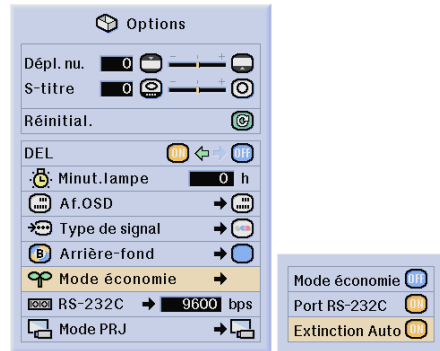 Options
Dépl. nu. 0 - +
S-titre 0 - +
Réinitial.
DEL ON OFF
Minut.lampe 0 h
Af.OSD
Type de signal
Arrière-fond
Mode économie
RS-232C 9600 bps
Mode PRJ
Mode économie OFF
Port RS-232C ON
Extinction Auto ON